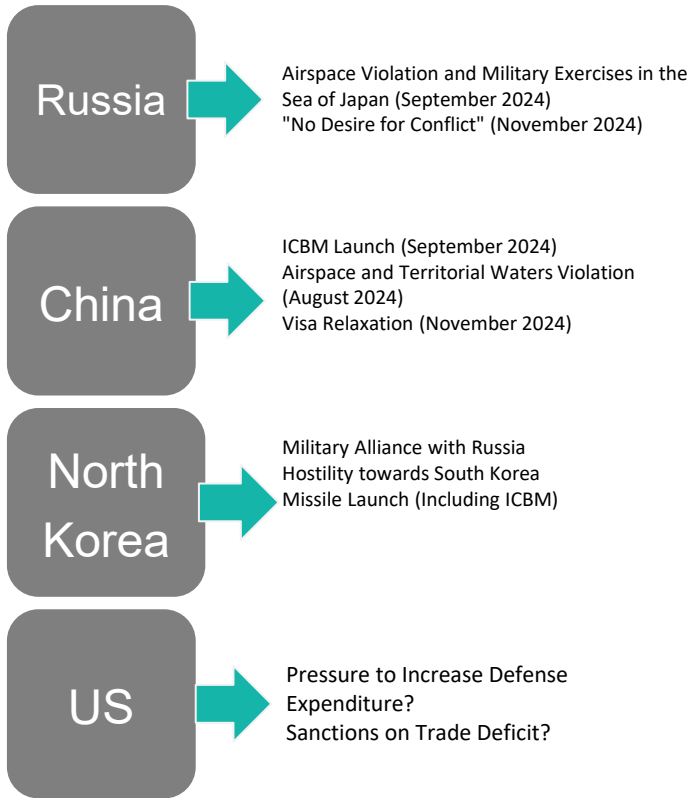 Russia
Airspace Violation and Military Exercises in the
Sea of Japan (September 2024)
"No Desire for Conflict" (November 2024)
China
ICBM Launch (September 2024)
Airspace and Territorial Waters Violation
(August 2024)
Visa Relaxation (November 2024)
North
Korea
Military Alliance with Russia
Hostility towards South Korea
Missile Launch (Including ICBM)
US
Pressure to Increase Defense
Expenditure?
Sanctions on Trade Deficit?